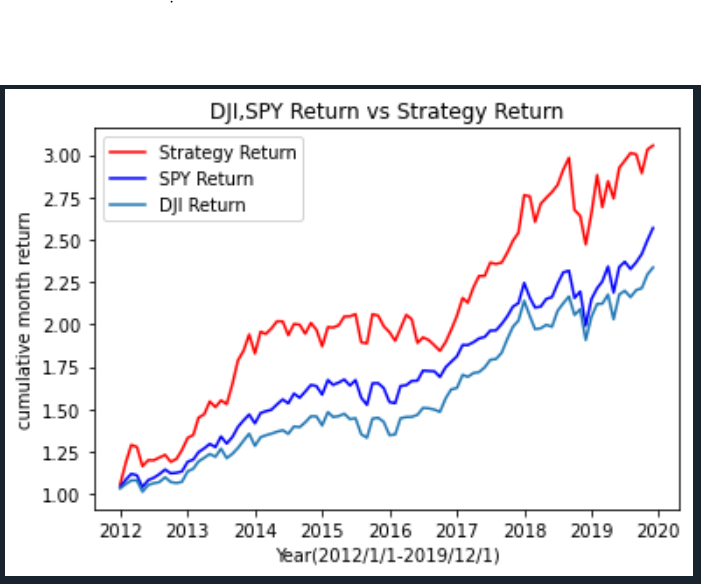 DJI,SPY Return vs Strategy Return
Strategy Return
SPY Return
DJI Return
cumulative month return
3.00
2.75
2.50
2.25
2.00
1.75
1.50
1.25
1.00
2012 2013 2014 2015 2016 2017 2018 2019 2020
Year(2012/1/1-2019/12/1)